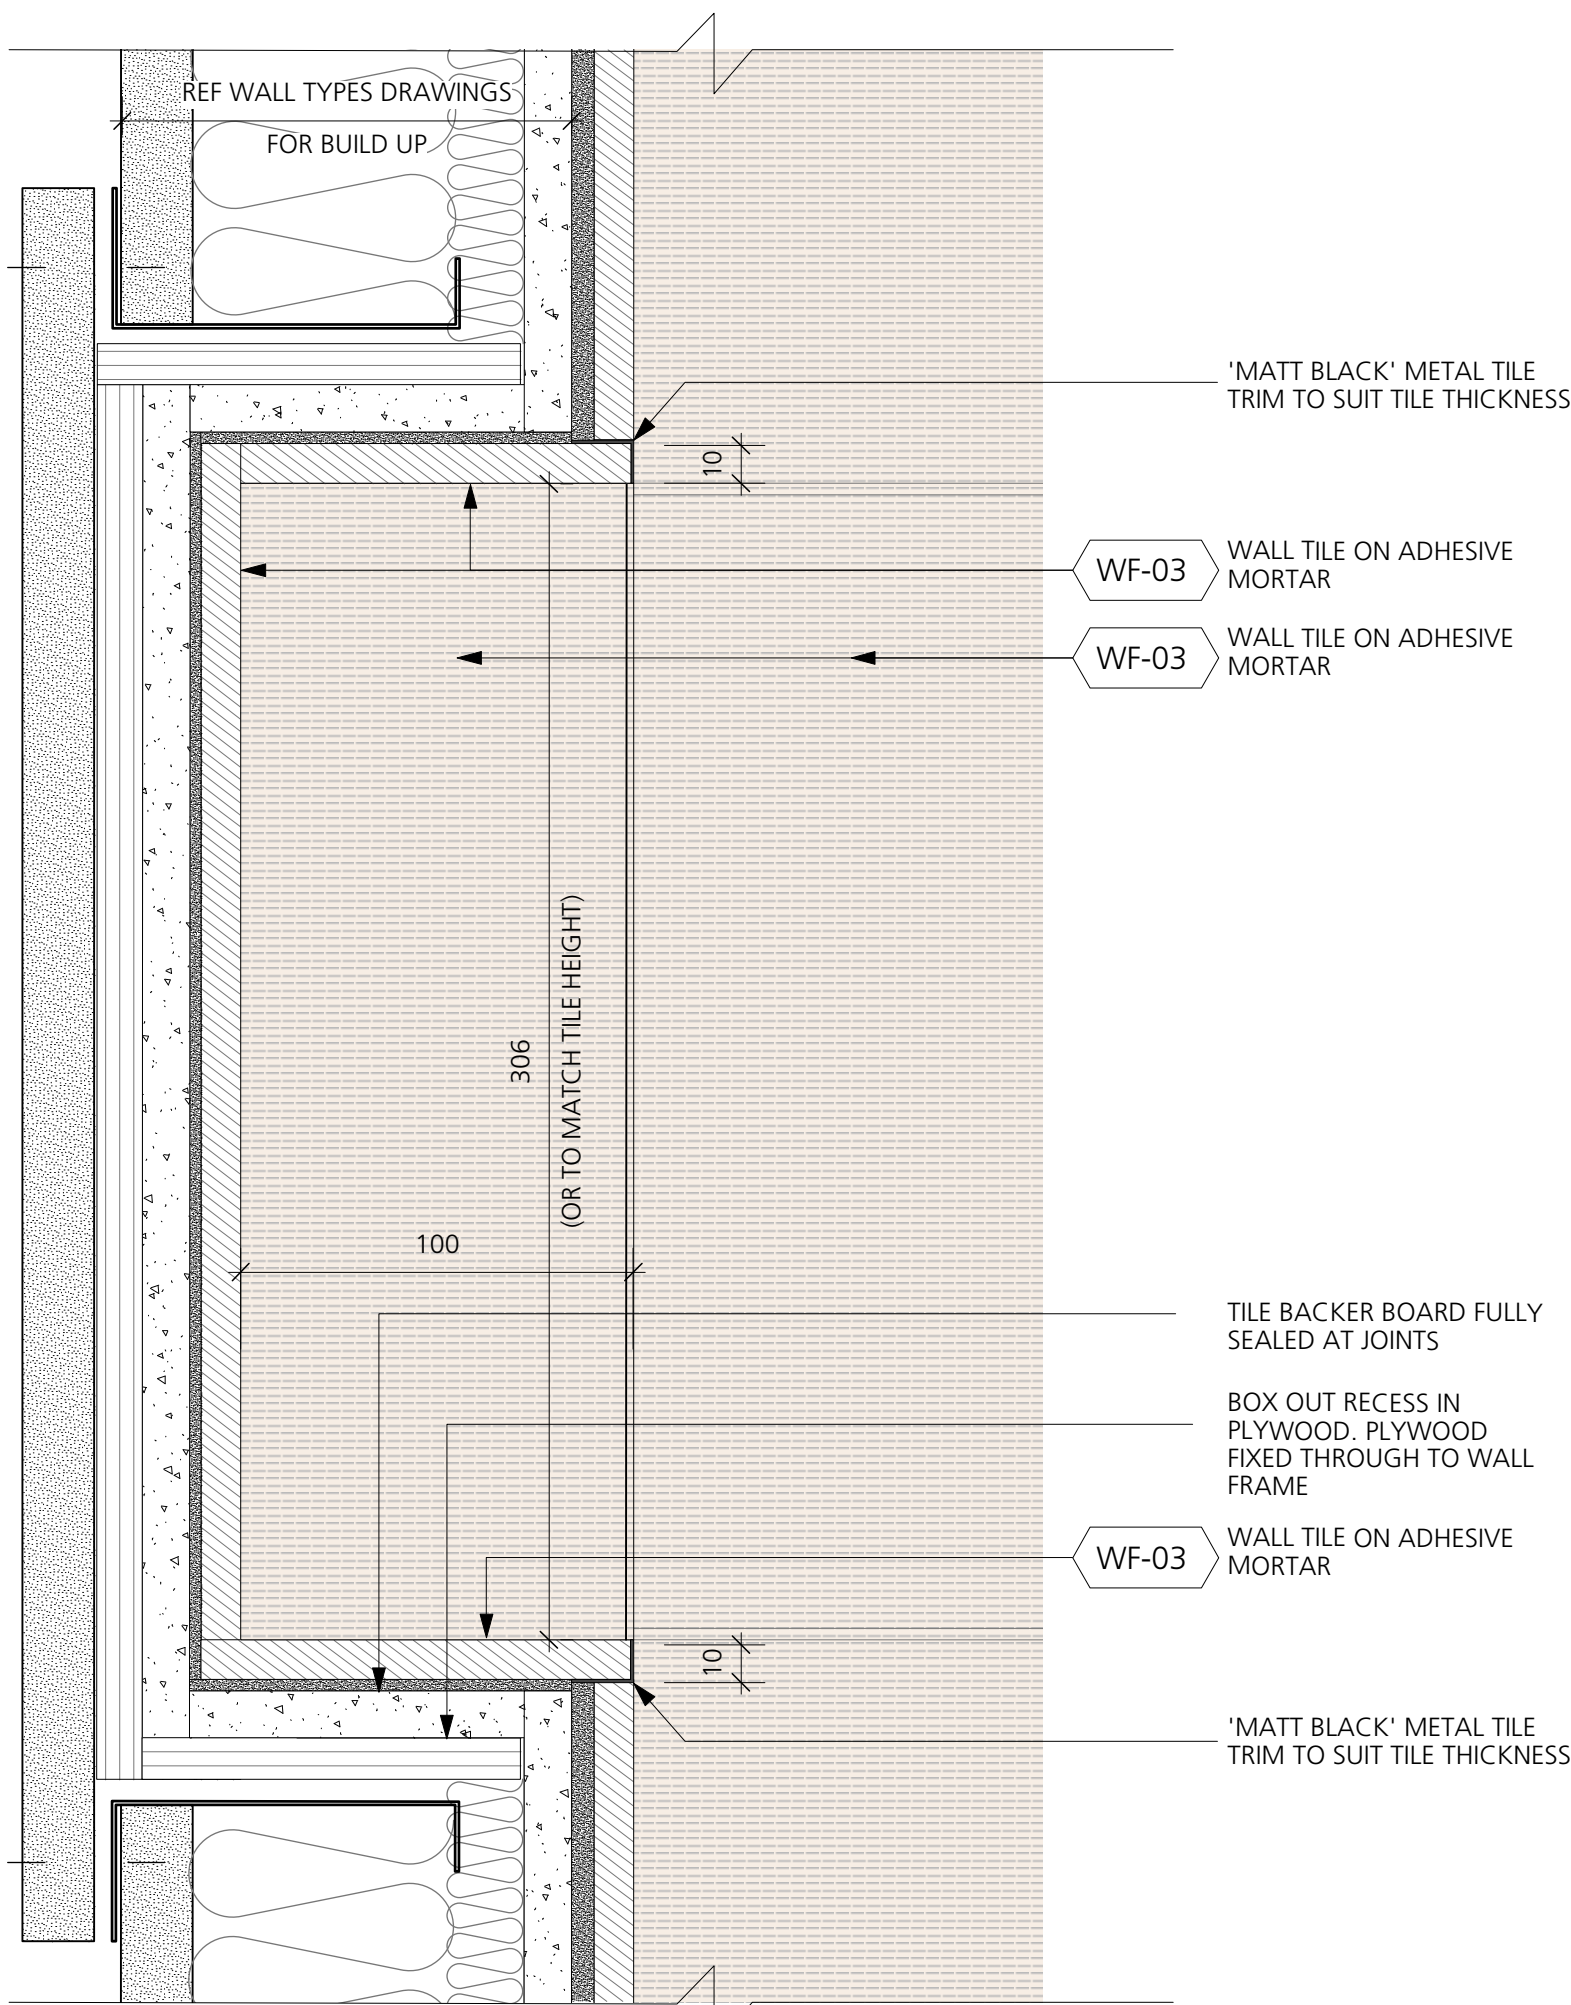 REF WALL TYPES DRAWINGS
FOR BUILD UP
'MATT BLACK' METAL TILE
TRIM TO SUIT TILE THICKNESS
10
WF-03
WALL TILE ON ADHESIVE
MORTAR
WF-03
WALL TILE ON ADHESIVE
MORTAR
306
(OR TO MATCH TILE HEIGHT)
100
TILE BACKER BOARD FULLY
SEALED AT JOINTS
BOX OUT RECESS IN
PLYWOOD. PLYWOOD
FIXED THROUGH TO WALL
FRAME
WF-03
WALL TILE ON ADHESIVE
MORTAR
10
'MATT BLACK' METAL TILE
TRIM TO SUIT TILE THICKNESS